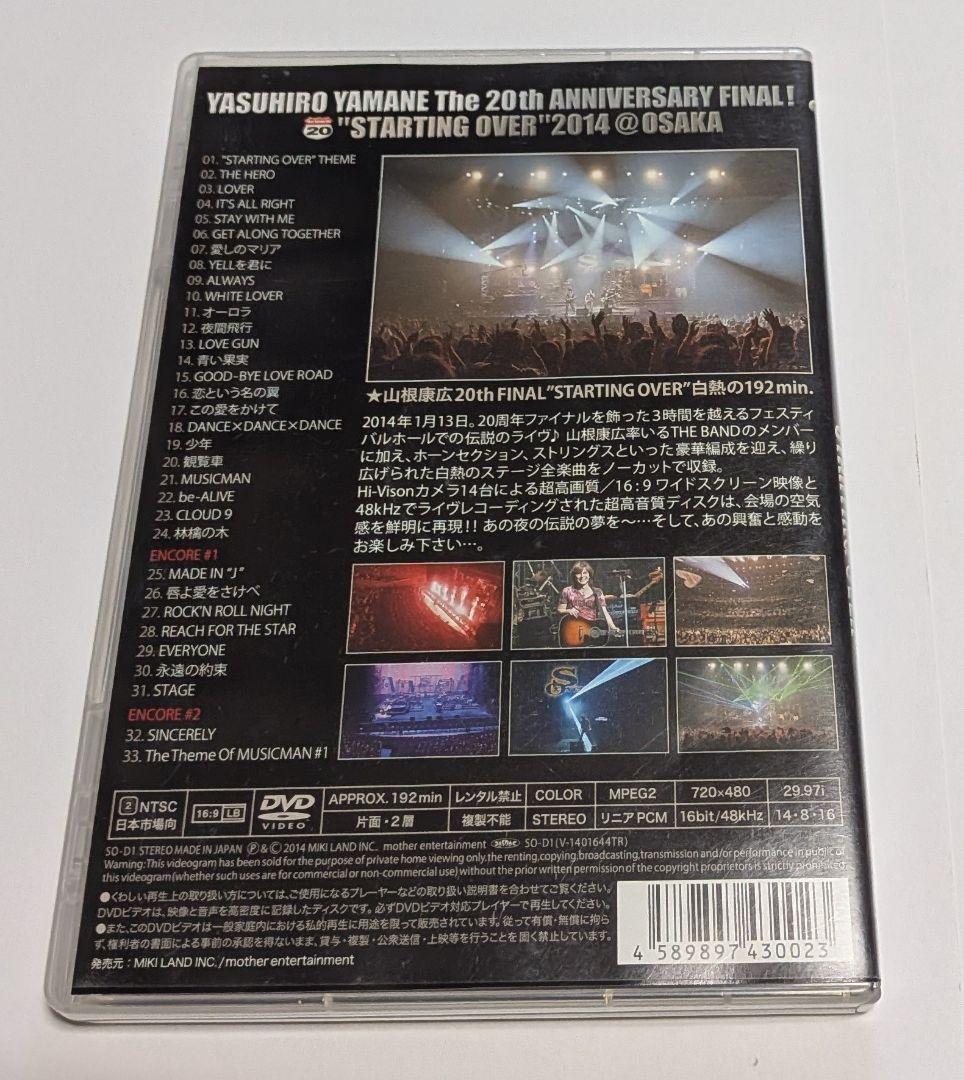 YASUHIRO YAMANE The 20th ANNIVERSARY FINAL!
20 "STARTING OVER" 2014 @ OSAKA
01. "STARTING OVER" THEME
02. THE HERO
03. LOVER
04. IT'S ALL RIGHT
05. STAY WITH ME
06. GET ALONG TOGETHER
07. 愛しのマリア
08. YELLを君に
09. ALWAYS
10. WHITE LOVER
11. オーロラ
12. 夜間飛行
13. LOVE GUN
14. 青い果実
15. GOOD-BYE LOVE ROAD
16. 恋という名の翼
17. この愛をかけて
18. DANCE×DANCE×DANCE
19. 少年
20. 観覧車
21. MUSICMAN
22. be-ALIVE
23. CLOUD 9
24. 林檎の木
ENCORE #1
25. MADE IN "J"
26. 唇よ愛をさけべ
27. ROCK'N ROLL NIGHT
28. REACH FOR THE STAR
29. EVERYONE
30. 永遠の約束
31. STAGE
ENCORE #2
32. SINCERELY
33. The Theme Of MUSICMAN #1
★山根康広20th FINAL"STARTING OVER"白熱の192min.
2014年1月13日。20周年ファイナルを飾った3時間を越えるフェスティ
バルホールでの伝説のライヴ♪ 山根康広率いるTHE BANDのメンバー
に加え、ホーンセクション、ストリングスといった豪華編成を迎え、繰り
広げられた白熱のステージ全楽曲をノーカットで収録。
Hi-Visonカメラ14台による超高画質/16:9ワイドスクリーン映像と
48kHzでライヴレコーディングされた超高音質ディスクは、会場の空気
感を鮮明に再現!! あの夜の伝説の夢を〜…そして、あの興奮と感動を
お楽しみ下さい…。
2 NTSC
日本市場向
16:9 LB
DVD
VIDEO
APPROX. 192min
片面・2層
レンタル禁止
複製不能
COLOR
STEREO
MPEG2
リニアPCM
720×480
16bit/48kHz
29.97i
14・8・16
SO-D1 STEREO MADE IN JAPAN Ⓟ&Ⓒ 2014 MIKI LAND INC. mother entertainment SO-D1(V-1401644TR)
Warning:This videogram has been sold for the purpose of private home viewing only.the renting,copying,broadcasting,transmission and/or performance in public of
this videogram(whether such uses are for commercial or non-commercial use) without the prior written permission of the copyright proprietors is strictly prohibited.
●くわしい再生上の取り扱い方については、ご使用になるプレーヤーなどの取り扱い説明書を合わせてご覧ください。
DVDビデオは、映像と音声を高密度に記録したディスクです。必ずDVDビデオ対応プレイヤーで再生してください。
●また、このDVDビデオは一般家庭内における私的再生に用途を限って販売されています。従って有償・無償に拘ら
ず、権利者の書面による事前の承認を得ないまま、賃与・複製・公衆送信・上映等を行うことを固く禁止しています。
発売元:MIKI LAND INC./mother entertainment
4 589897 430023